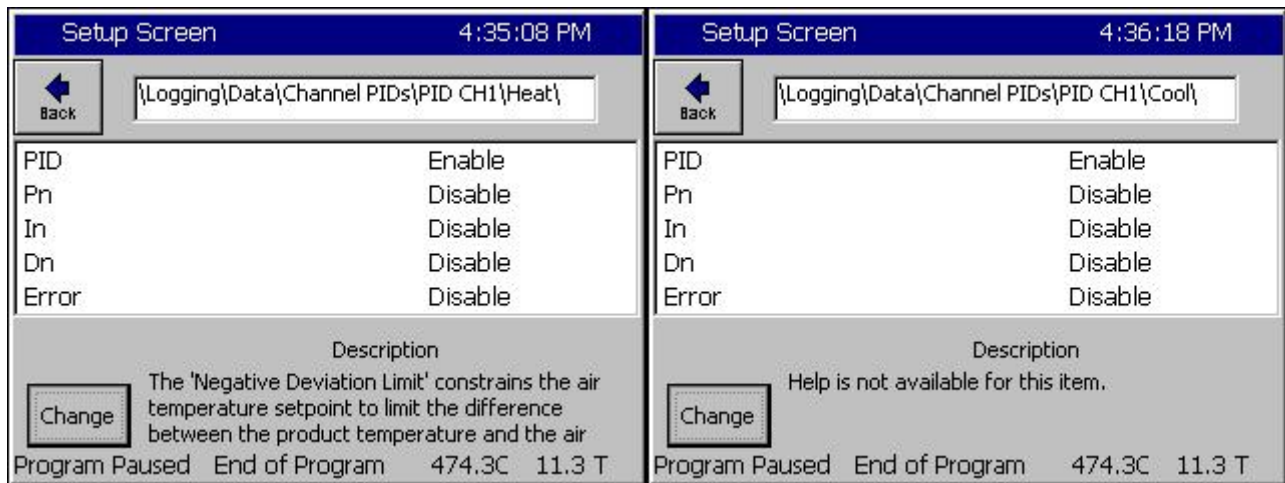 Setup Screen 4:35:08 PM
Back
\Logging\Data\Channel PIDs\PID CH1\Heat\
PID Enable
Pn Disable
In Disable
Dn Disable
Error Disable
Description
The 'Negative Deviation Limit' constrains the air
temperature setpoint to limit the difference
between the product temperature and the air
Change
Program Paused End of Program 474.3C 11.3 T
Setup Screen 4:36:18 PM
Back
\Logging\Data\Channel PIDs\PID CH1\Cool\
PID Enable
Pn Disable
In Disable
Dn Disable
Error Disable
Description
Help is not available for this item.
Change
Program Paused End of Program 474.3C 11.3 T